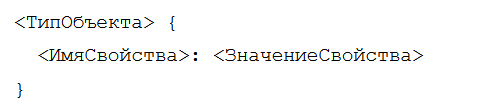 <ТипОбъекта> {
<ИмяСвойства>: <ЗначениеСвойства>
}